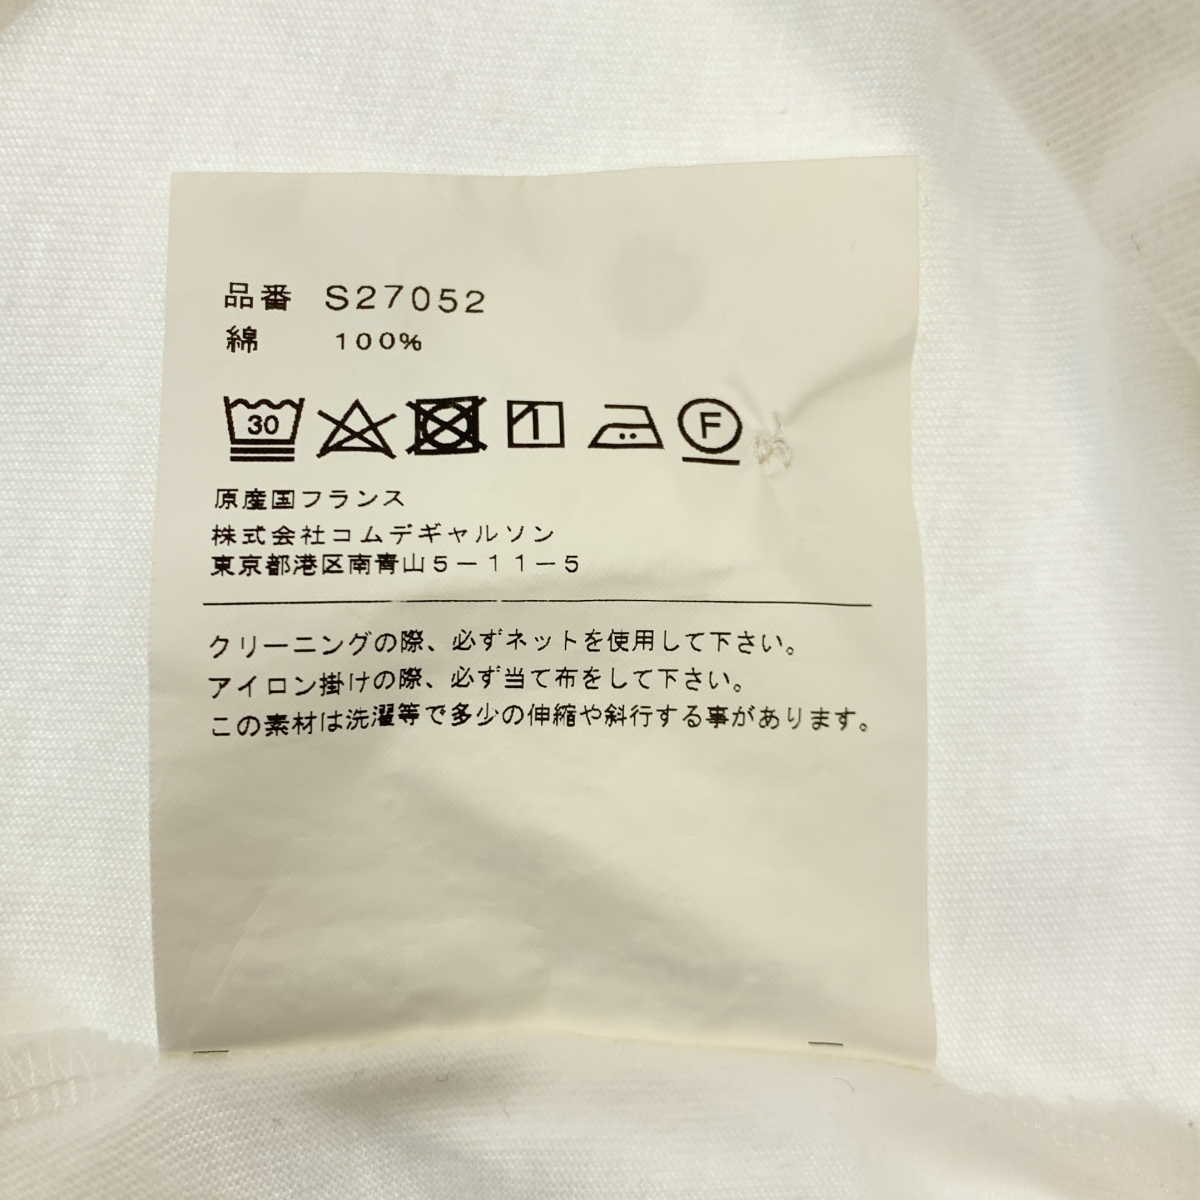 品番 S27052
綿 100%
30 F
原産国フランス
株式会社コムデギャルソン
東京都港区南青山5－11－5
クリーニングの際、必ずネットを使用して下さい。
アイロン掛けの際、必ず当て布をして下さい。
この素材は洗濯等で多少の伸縮や斜行する事があります。